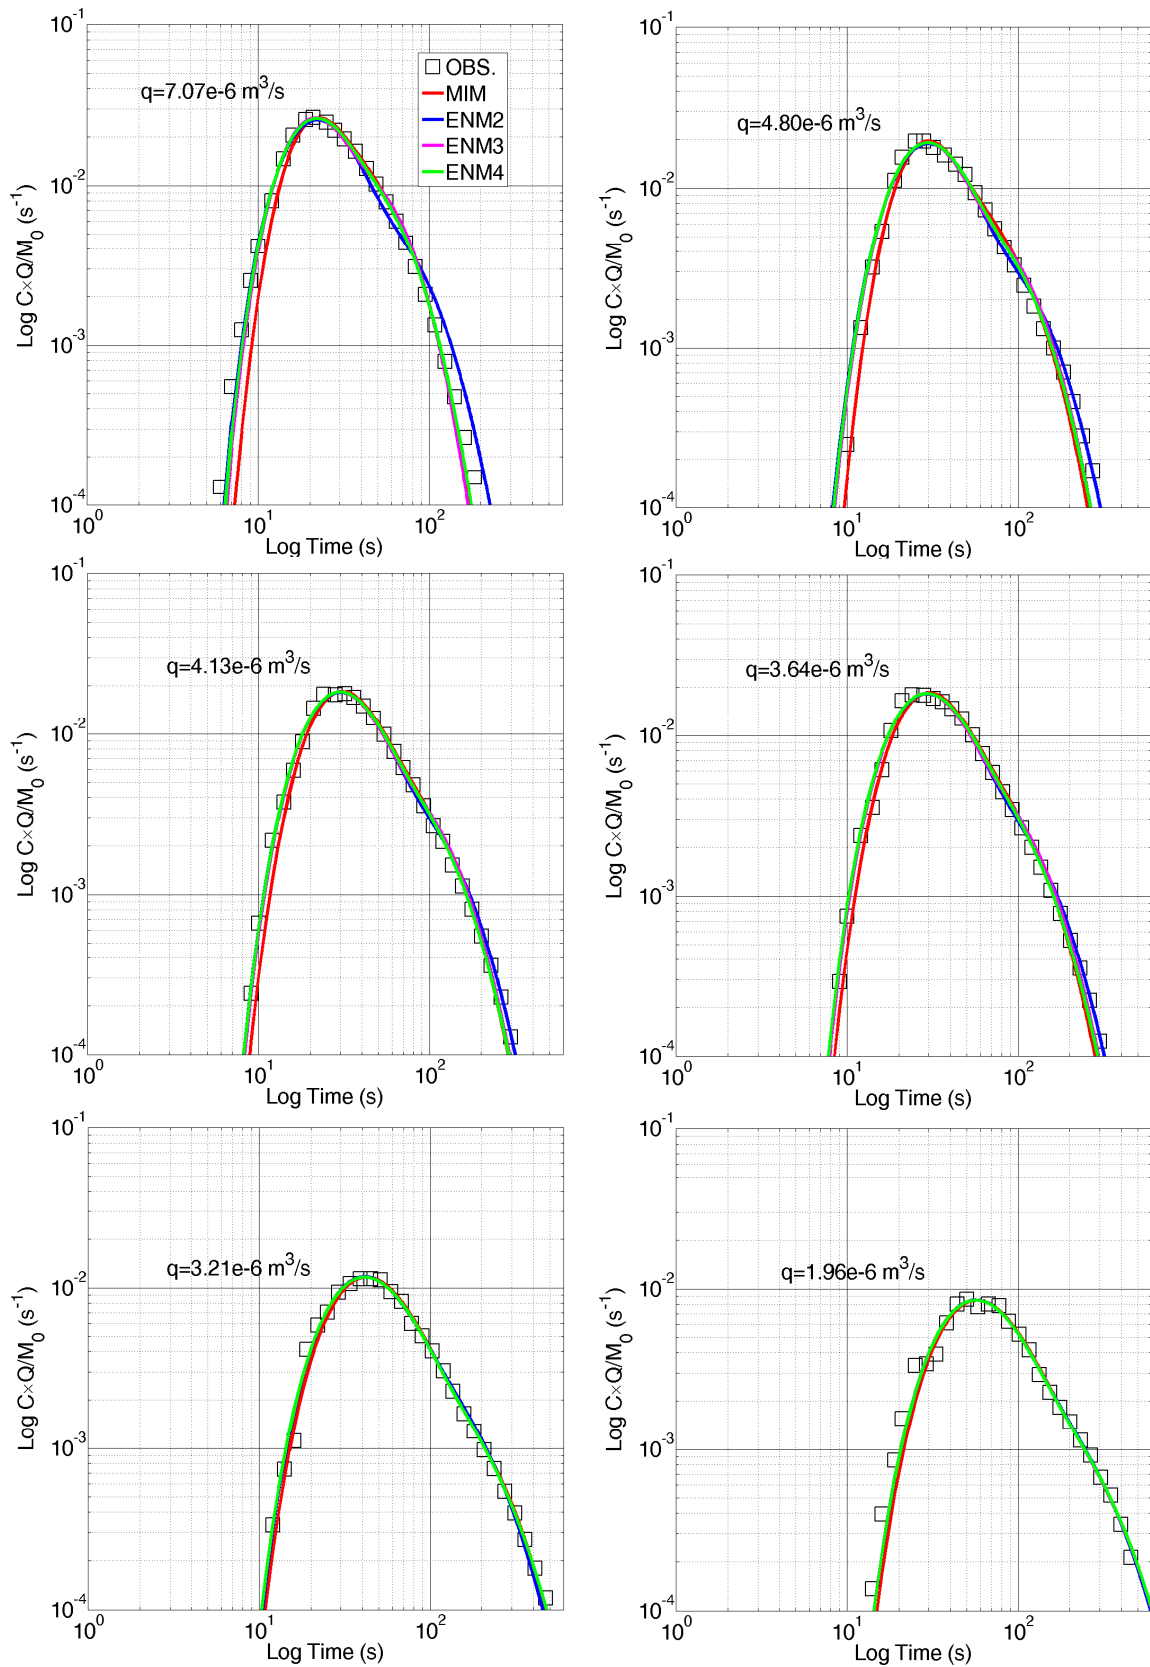 10^-1
q=7.07e-6 m^3/s
OBS.
MIM
ENM2
ENM3
ENM4
10^-2
10^-3
10^-4
Log C×Q/M_0 (s^-1)
10^0 10^1 10^2
Log Time (s)
10^-1
q=4.80e-6 m^3/s
10^-2
10^-3
10^-4
Log C×Q/M_0 (s^-1)
10^0 10^1 10^2
Log Time (s)
10^-1
q=4.13e-6 m^3/s
10^-2
10^-3
10^-4
Log C×Q/M_0 (s^-1)
10^0 10^1 10^2
Log Time (s)
10^-1
q=3.64e-6 m^3/s
10^-2
10^-3
10^-4
Log C×Q/M_0 (s^-1)
10^0 10^1 10^2
Log Time (s)
10^-1
q=3.21e-6 m^3/s
10^-2
10^-3
10^-4
Log C×Q/M_0 (s^-1)
10^0 10^1 10^2
Log Time (s)
10^-1
q=1.96e-6 m^3/s
10^-2
10^-3
10^-4
Log C×Q/M_0 (s^-1)
10^0 10^1 10^2
Log Time (s)